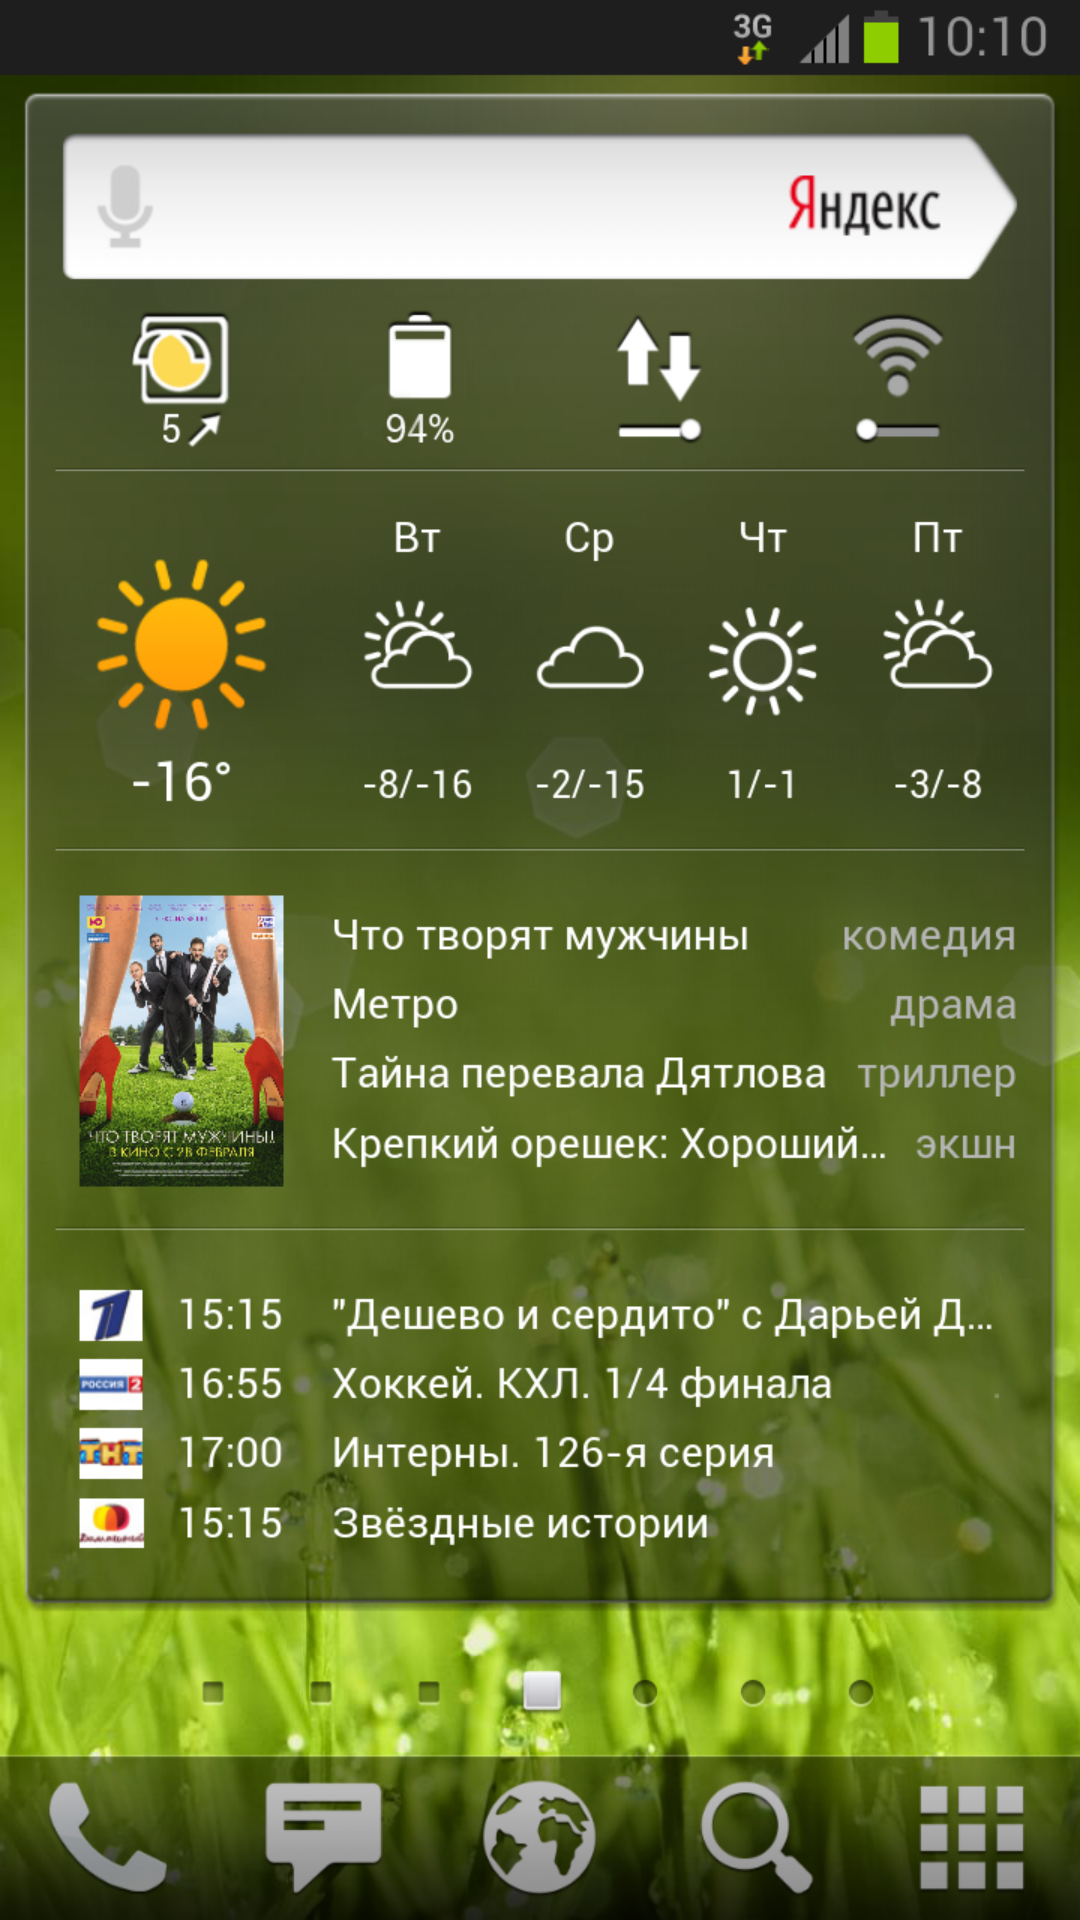 3G 10:10
Яндекс
5 94%
Вт Ср Чт Пт
-16° -8/-16 -2/-15 1/-1 -3/-8
Что творят мужчины комедия
Метро драма
Тайна перевала Дятлова триллер
Крепкий орешек: Хороший... экшн
ЧТО ТВОРЯТ МУЖЧИНЫ!
В КИНО С 28 ФЕВРАЛЯ
1 15:15 "Дешево и сердито" с Дарьей Д...
РОССИЯ 2 16:55 Хоккей. КХЛ. 1/4 финала
ТНТ 17:00 Интерны. 126-я серия
15:15 Звёздные истории